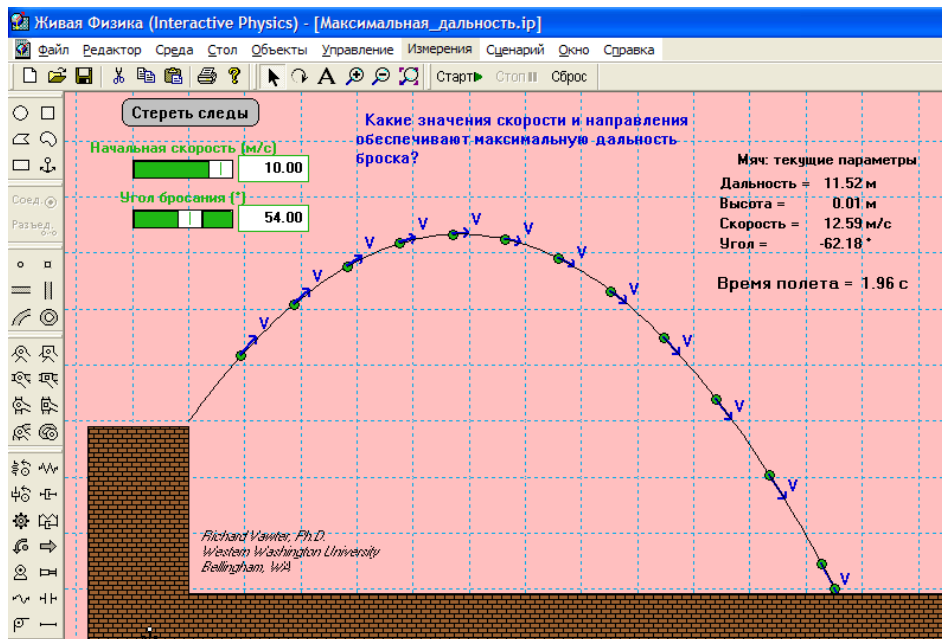 Живая Физика (Interactive Physics) - [Максимальная_дальность.ip]
Файл Редактор Среда Стол Объекты Управление Измерения Сценарий Окно Справка
A Старт Стоп Сброс
Стереть следы
Какие значения скорости и направления
обеспечивают максимальную дальность
броска?
Начальная скорость (м/с)
10.00
Угол бросания (°)
54.00
Мяч: текущие параметры
Дальность = 11.52 м
Высота = 0.01 м
Скорость = 12.59 м/с
Угол = -62.18 °
Время полета = 1.96 с
Соед.
Разъед.
V
V
V
V
V
V
V
V
V
V
V
V
Richard Vawter, Ph.D.
Western Washington University
Bellingham, WA